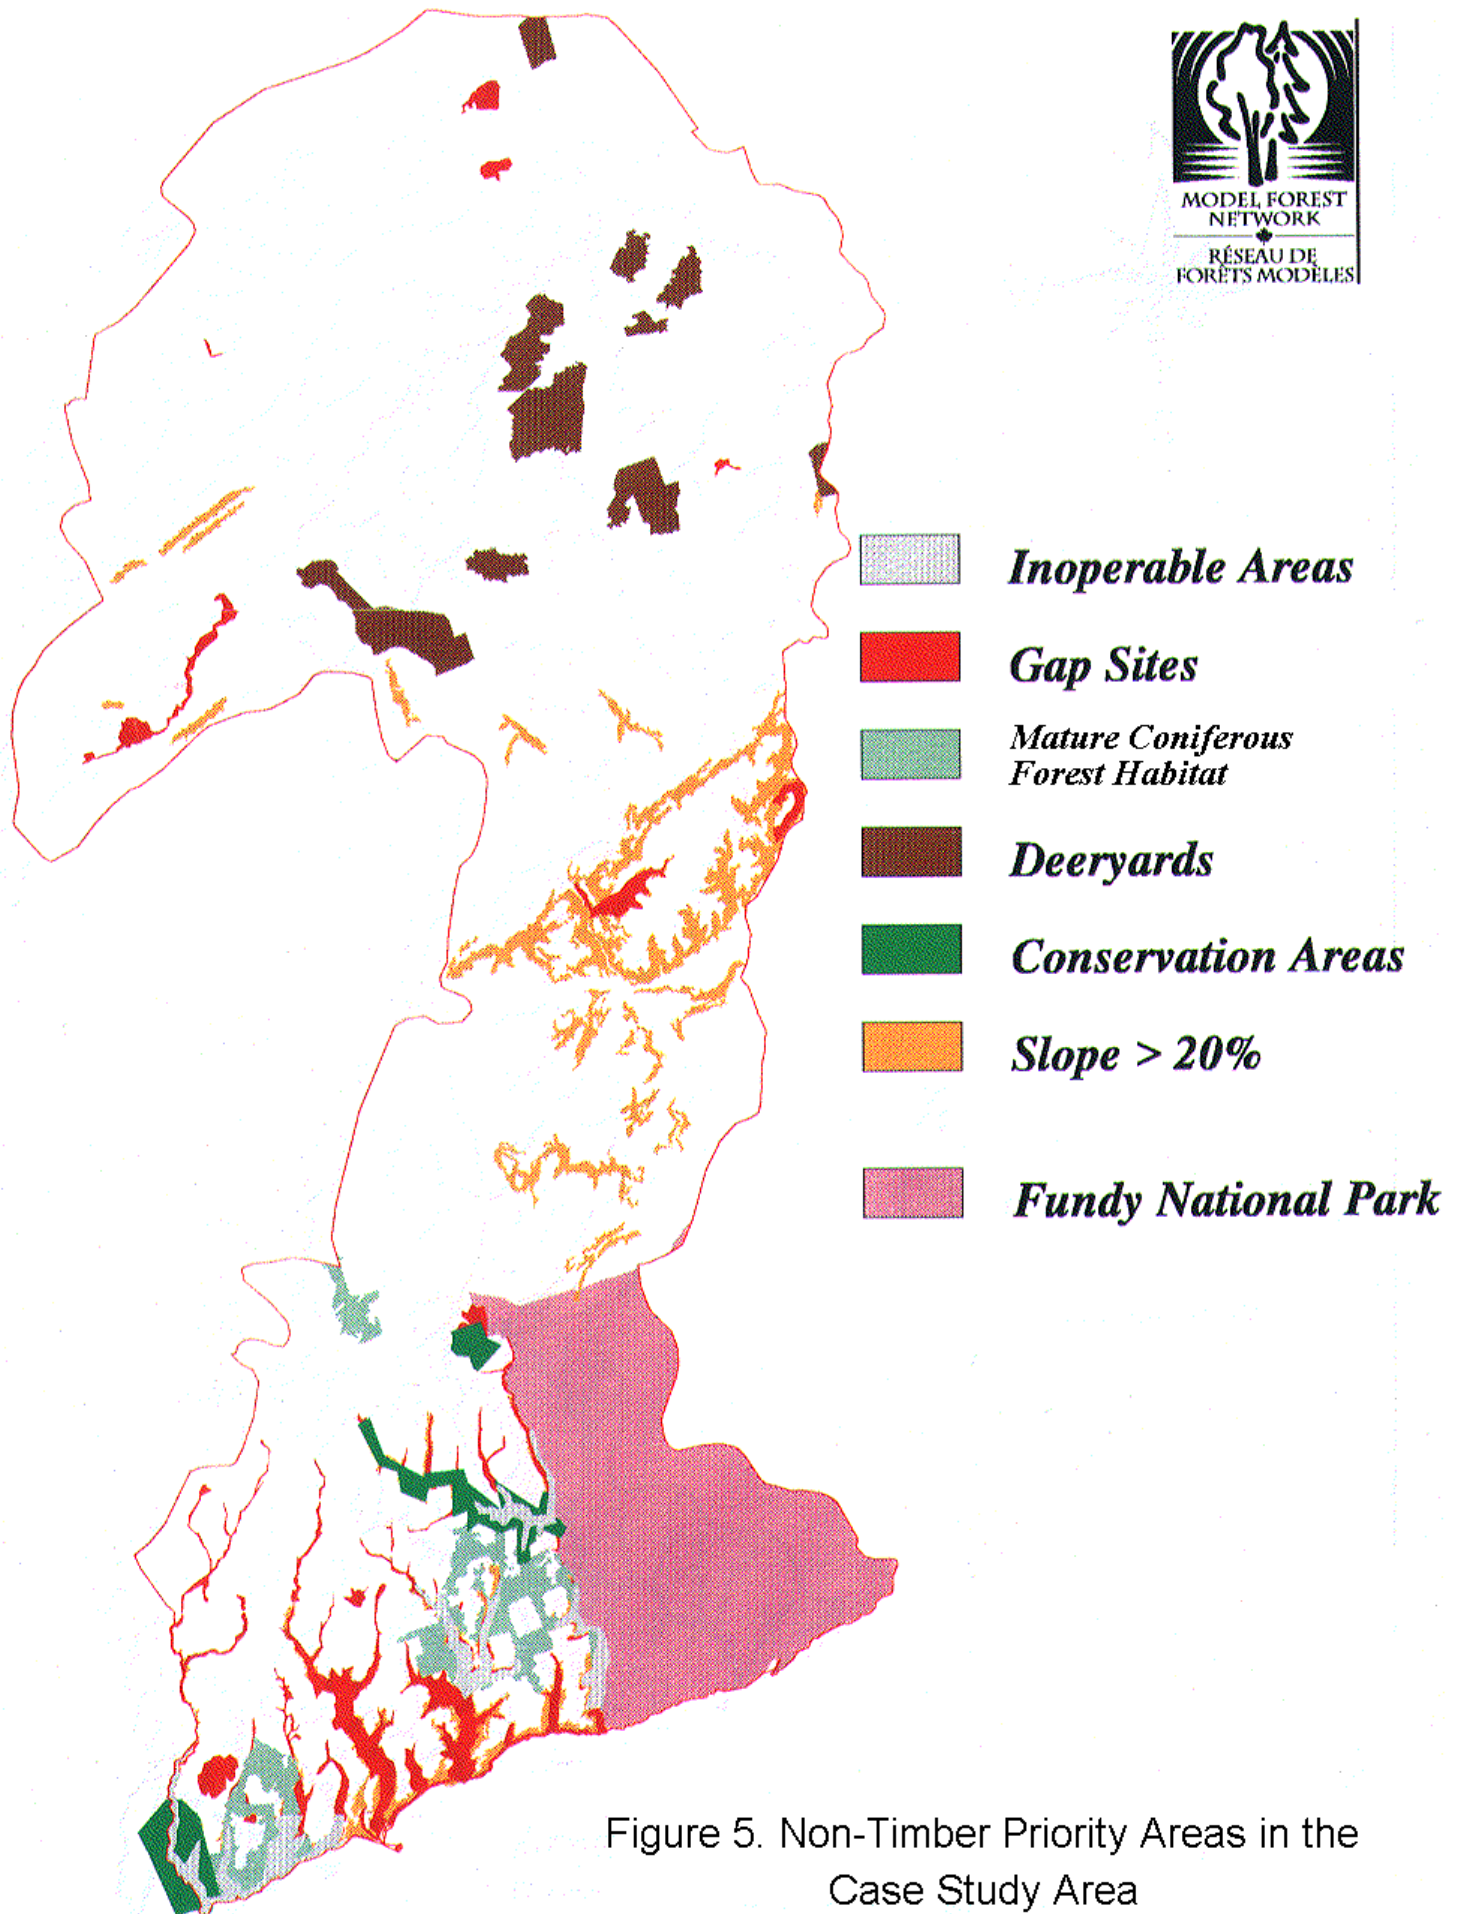 MODEL FOREST
NETWORK
RÉSEAU DE
FORÊTS MODÈLES
Inoperable Areas
Gap Sites
Mature Coniferous
Forest Habitat
Deeryards
Conservation Areas
Slope > 20%
Fundy National Park
Figure 5. Non-Timber Priority Areas in the
Case Study Area